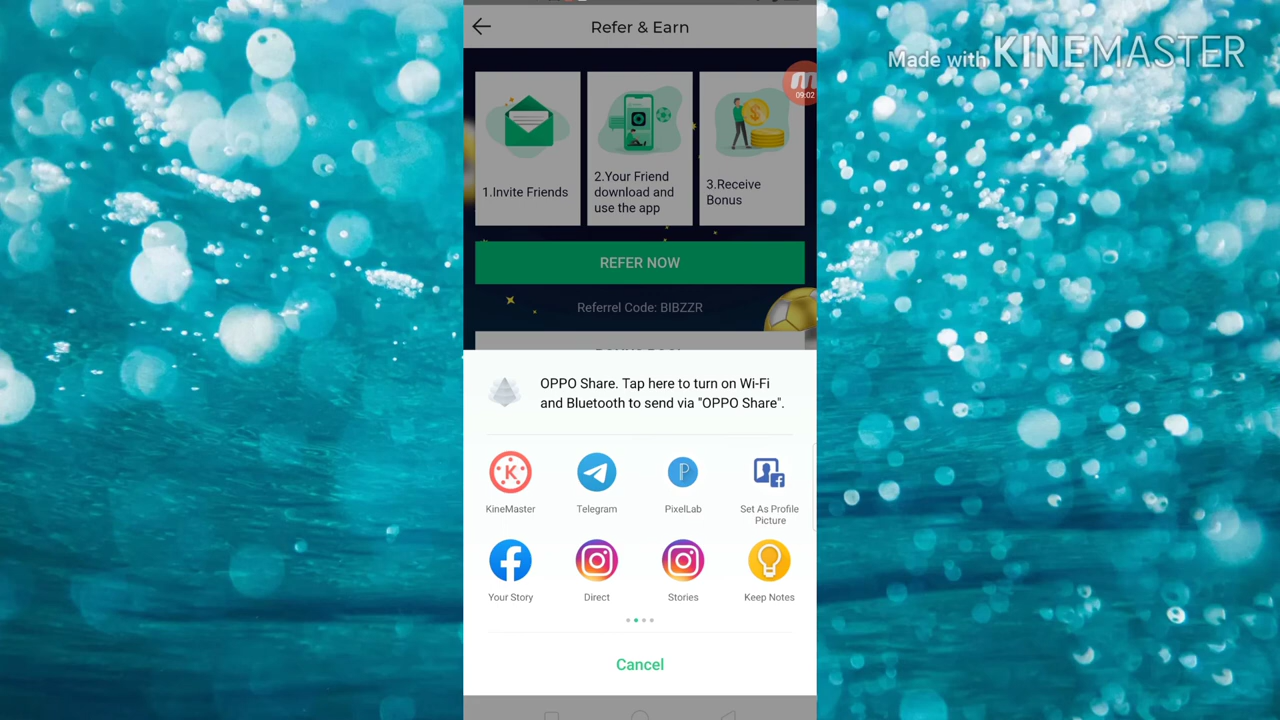 Refer & Earn
Made with KINEMASTER
09:02
1.Invite Friends
2.Your Friend
download and
use the app
3.Receive
Bonus
REFER NOW
Referrel Code: BIBZZR
OPPO Share. Tap here to turn on Wi-Fi
and Bluetooth to send via "OPPO Share".
KineMaster
Telegram
PixelLab
Set As Profile
Picture
Your Story
Direct
Stories
Keep Notes
Cancel